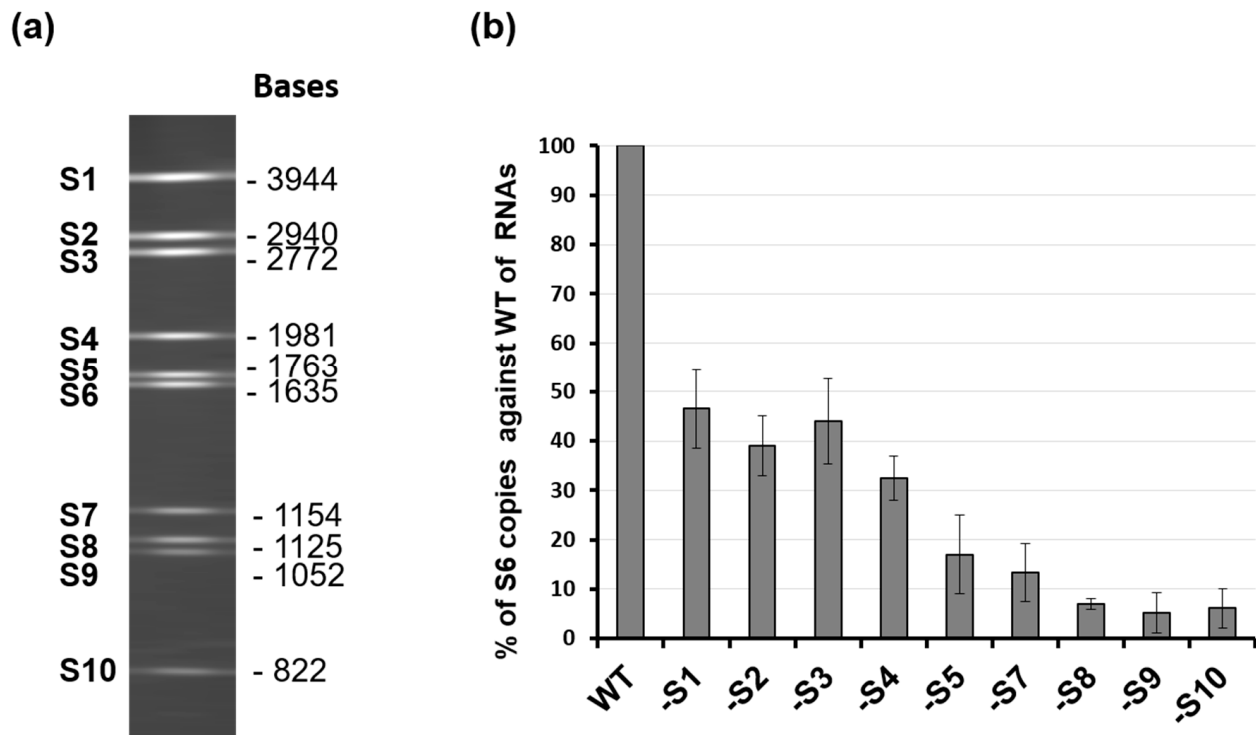 (a)
Bases
S1 - 3944
S2 - 2940
S3 - 2772
S4 - 1981
S5 - 1763
S6 - 1635
S7 - 1154
S8 - 1125
S9 - 1052
S10 - 822
(b)
% of S6 copies against WT of RNAs
100
90
80
70
60
50
40
30
20
10
0
WT -S1 -S2 -S3 -S4 -S5 -S7 -S8 -S9 -S10